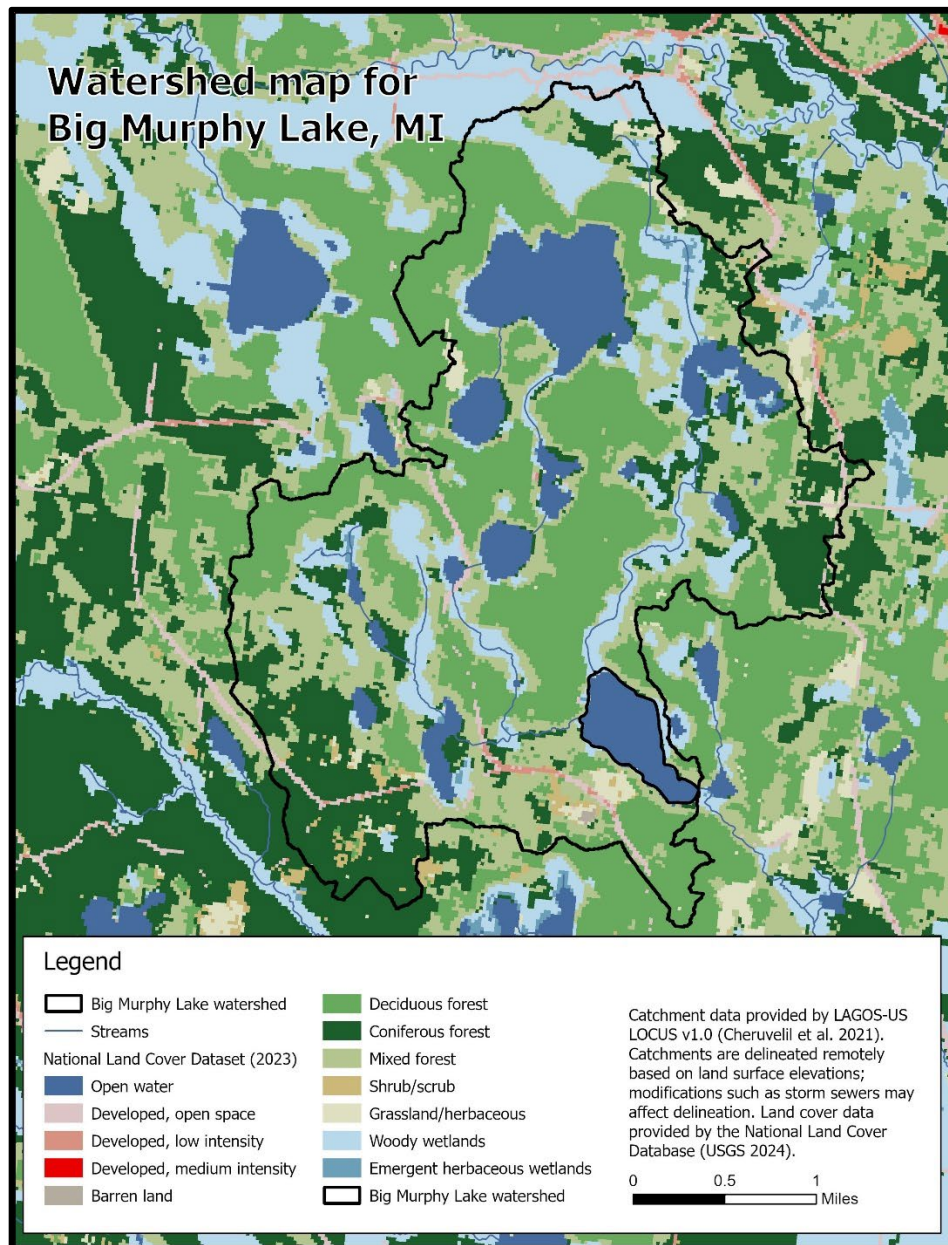 Watershed map for
Big Murphy Lake, MI
Legend
Big Murphy Lake watershed
Streams
National Land Cover Dataset (2023)
Open water
Developed, open space
Developed, low intensity
Developed, medium intensity
Barren land
Deciduous forest
Coniferous forest
Mixed forest
Shrub/scrub
Grassland/herbaceous
Woody wetlands
Emergent herbaceous wetlands
Big Murphy Lake watershed
Catchment data provided by LAGOS-US
LOCUS v1.0 (Cheruvelil et al. 2021).
Catchments are delineated remotely
based on land surface elevations;
modifications such as storm sewers may
affect delineation. Land cover data
provided by the National Land Cover
Database (USGS 2024).
0 0.5 1
Miles